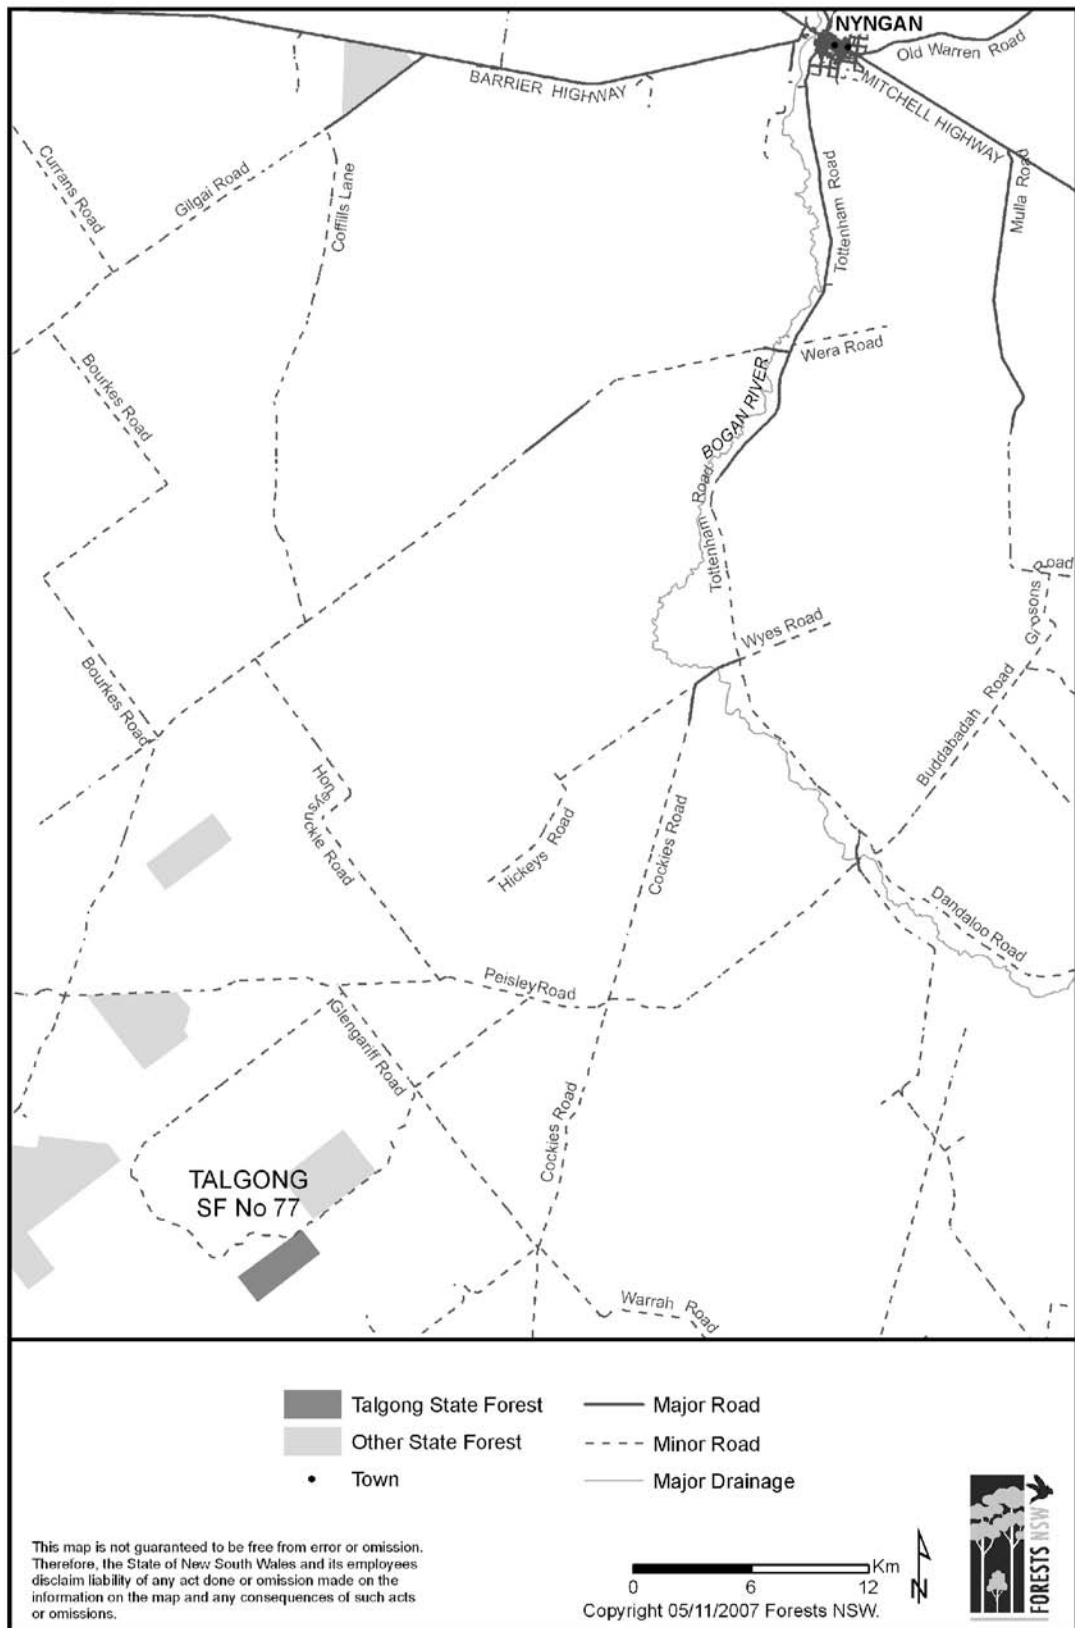 NYNGAN
Old Warren Road
BARRIER HIGHWAY
MITCHELL HIGHWAY
Currans Road
Gilgai Road
Coffills Lane
Tottenham Road
Mulla Road
Bourkes Road
Wera Road
BOGAN RIVER
Tottenham Road
Road
Gibsons
Wyes Road
Bourkes Road
Buddabadah Road
Honeysuckle Road
Hickeys Road
Cockies Road
Dandaloo Road
Peisley Road
Glengariff Road
Cockies Road
TALGONG
SF No 77
Warrah Road
Talgong State Forest
Major Road
Other State Forest
Minor Road
Town
Major Drainage
This map is not guaranteed to be free from error or omission.
Therefore, the State of New South Wales and its employees
disclaim liability of any act done or omission made on the
information on the map and any consequences of such acts
or omissions.
Km
0 6 12
Copyright 05/11/2007 Forests NSW.
N
FORESTS NSW